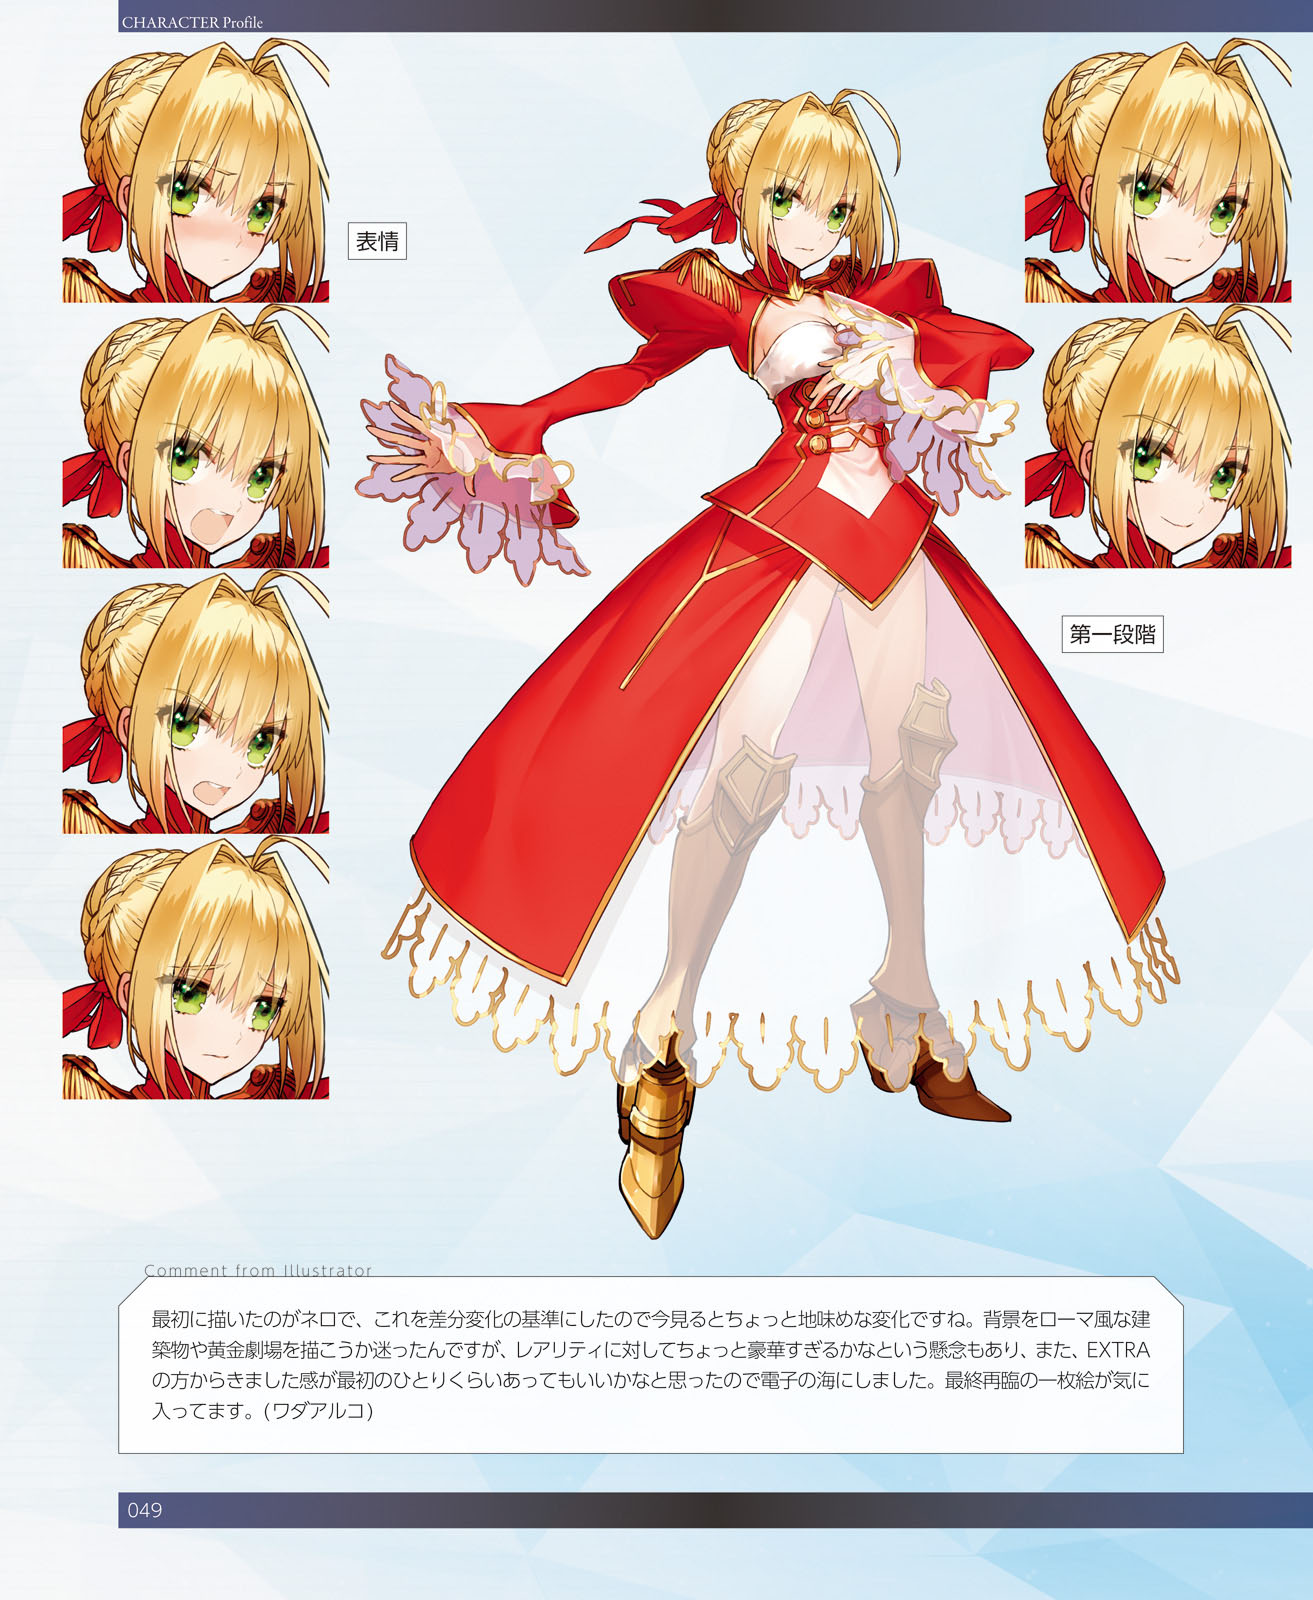 CHARACTER Profile
表情
第一段階
Comment from Illustrator
最初に描いたのがネロで、これを差分変化の基準にしたので今見るとちょっと地味めな変化ですね。背景をローマ風な建
築物や黄金劇場を描こうか迷ったんですが、レアリティに対してちょっと豪華すぎるかなという懸念もあり、また、EXTRA
の方からきました感が最初のひとりくらいあってもいいかなと思ったので電子の海にしました。最終再臨の一枚絵が気に
入ってます。(ワダアルコ)
049